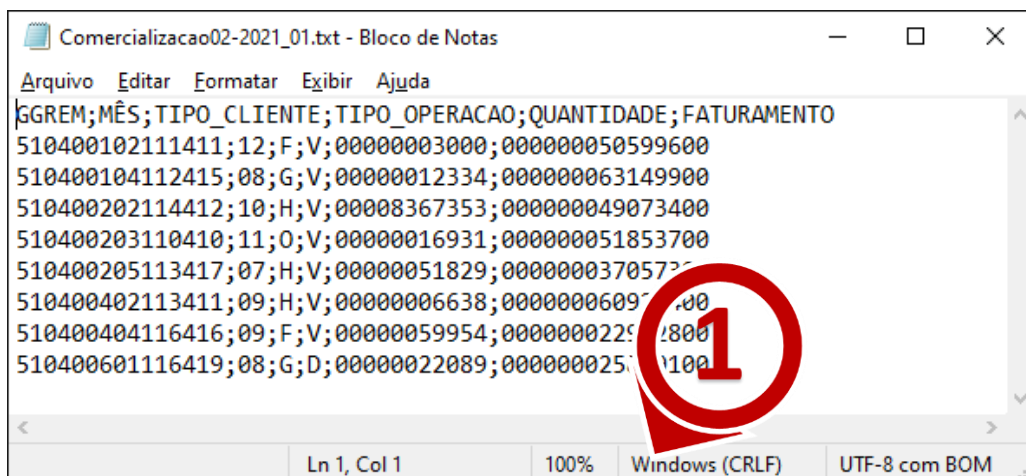 Comercializacao02-2021_01.txt - Bloco de Notas
Arquivo Editar Formatar Exibir Ajuda
GGREM;MÊS;TIPO_CLIENTE;TIPO_OPERACAO;QUANTIDADE;FATURAMENTO
510400102111411;12;F;V;00000003000;000000050599600
510400104112415;08;G;V;00000012334;000000063149900
510400202114412;10;H;V;00008367353;000000049073400
510400203110410;11;O;V;00000016931;000000051853700
510400205113417;07;H;V;00000051829;
510400402113411;09;H;V;00000006638;
510400404116416;09;F;V;00000059954;
510400601116419;08;G;D;00000022089;
1
Ln 1, Col 1 100% Windows (CRLF) UTF-8 com BOM